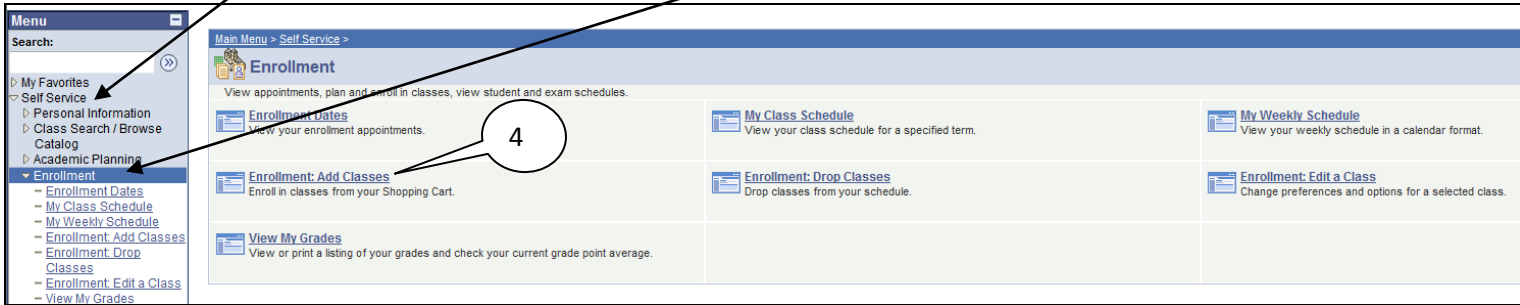 Menu
Search:
My Favorites
Self Service
Personal Information
Class Search / Browse
Catalog
Academic Planning
Enrollment
Enrollment Dates
My Class Schedule
My Weekly Schedule
Enrollment: Add Classes
Enrollment: Drop
Classes
Enrollment: Edit a Class
View My Grades
Main Menu > Self Service >
Enrollment
View appointments, plan and enroll in classes, view student and exam schedules.
Enrollment Dates
View your enrollment appointments.
My Class Schedule
View your class schedule for a specified term.
My Weekly Schedule
View your weekly schedule in a calendar format.
4
Enrollment: Add Classes
Enroll in classes from your Shopping Cart.
Enrollment: Drop Classes
Drop classes from your schedule.
Enrollment: Edit a Class
Change preferences and options for a selected class.
View My Grades
View or print a listing of your grades and check your current grade point average.